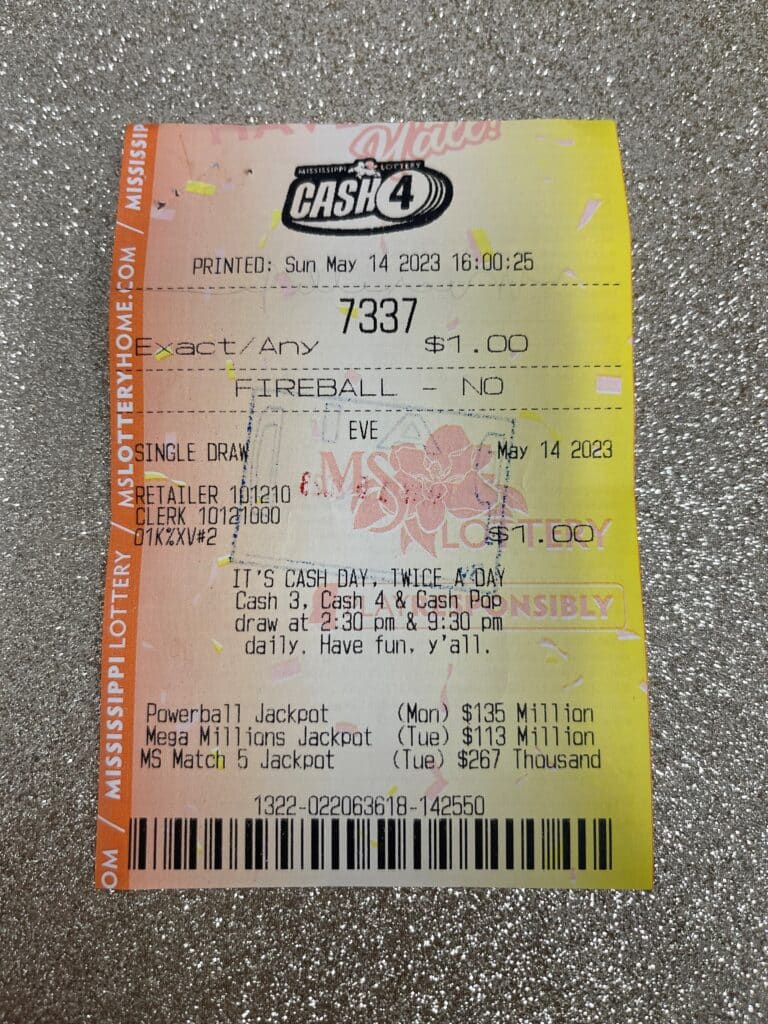 MISSISSIPPI LOTTERY
CASH 4
PRINTED: Sun May 14 2023 16:00:25
7337
Exact/Any $1.00
FIREBALL - NO
EVE
SINGLE DRAW May 14 2023
MS
RETAILER 101210
CLERK 10121000
01K%XV#2 $1.00
LOTTERY
IT'S CASH DAY, TWICE A DAY
Cash 3, Cash 4 & Cash Pop
PLAY RESPONSIBLY
draw at 2:30 pm & 9:30 pm
daily. Have fun, y'all.
Powerball Jackpot (Mon) $135 Million
Mega Millions Jackpot (Tue) $113 Million
MS Match 5 Jackpot (Tue) $267 Thousand
1322-022063618-142550
OM / MISSISSIPPI LOTTERY / MSLOTTERYHOME.COM / MISSISSIP